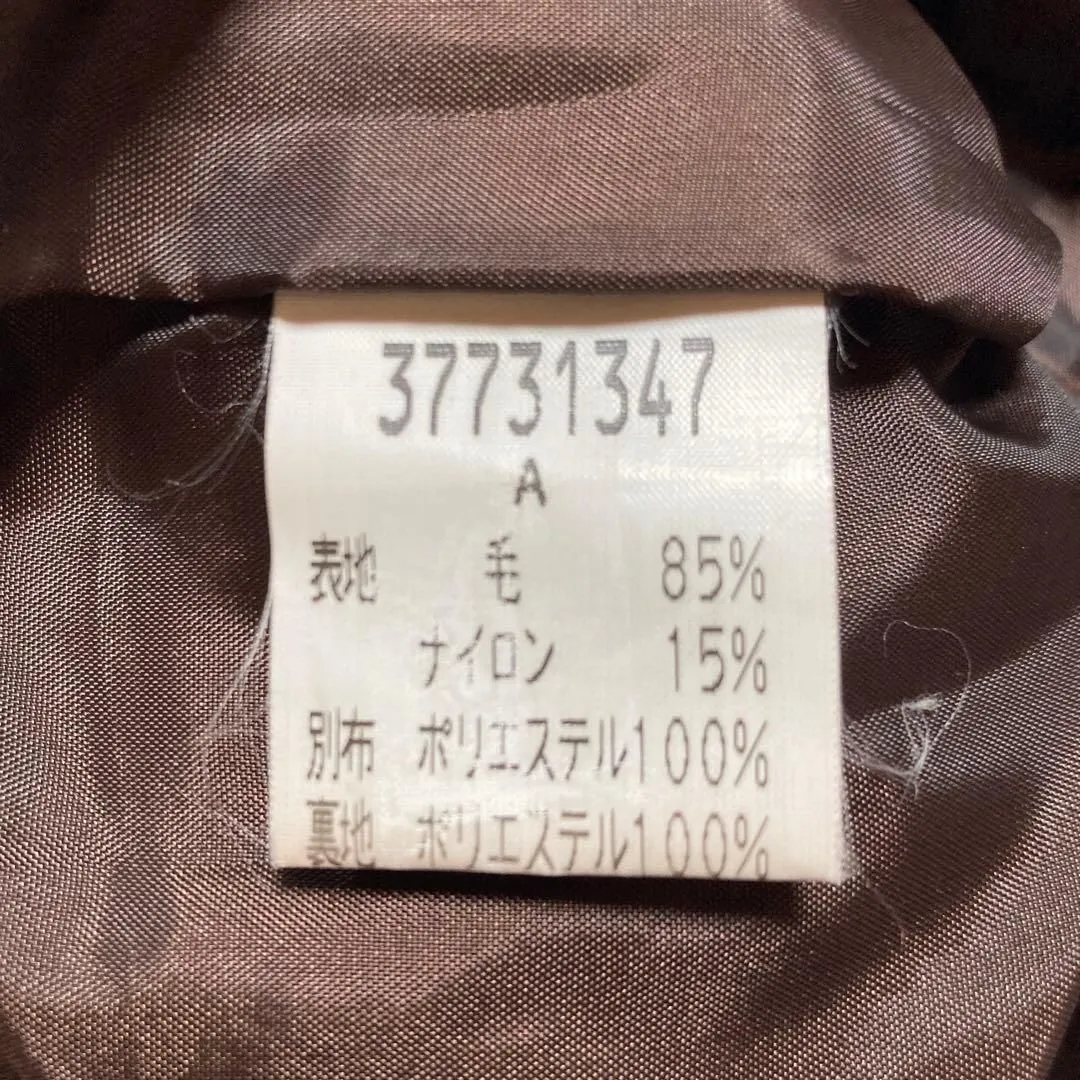 37731347
A
表地 毛 85%
ナイロン 15%
別布 ポリエステル100%
裏地 ポリエステル100%